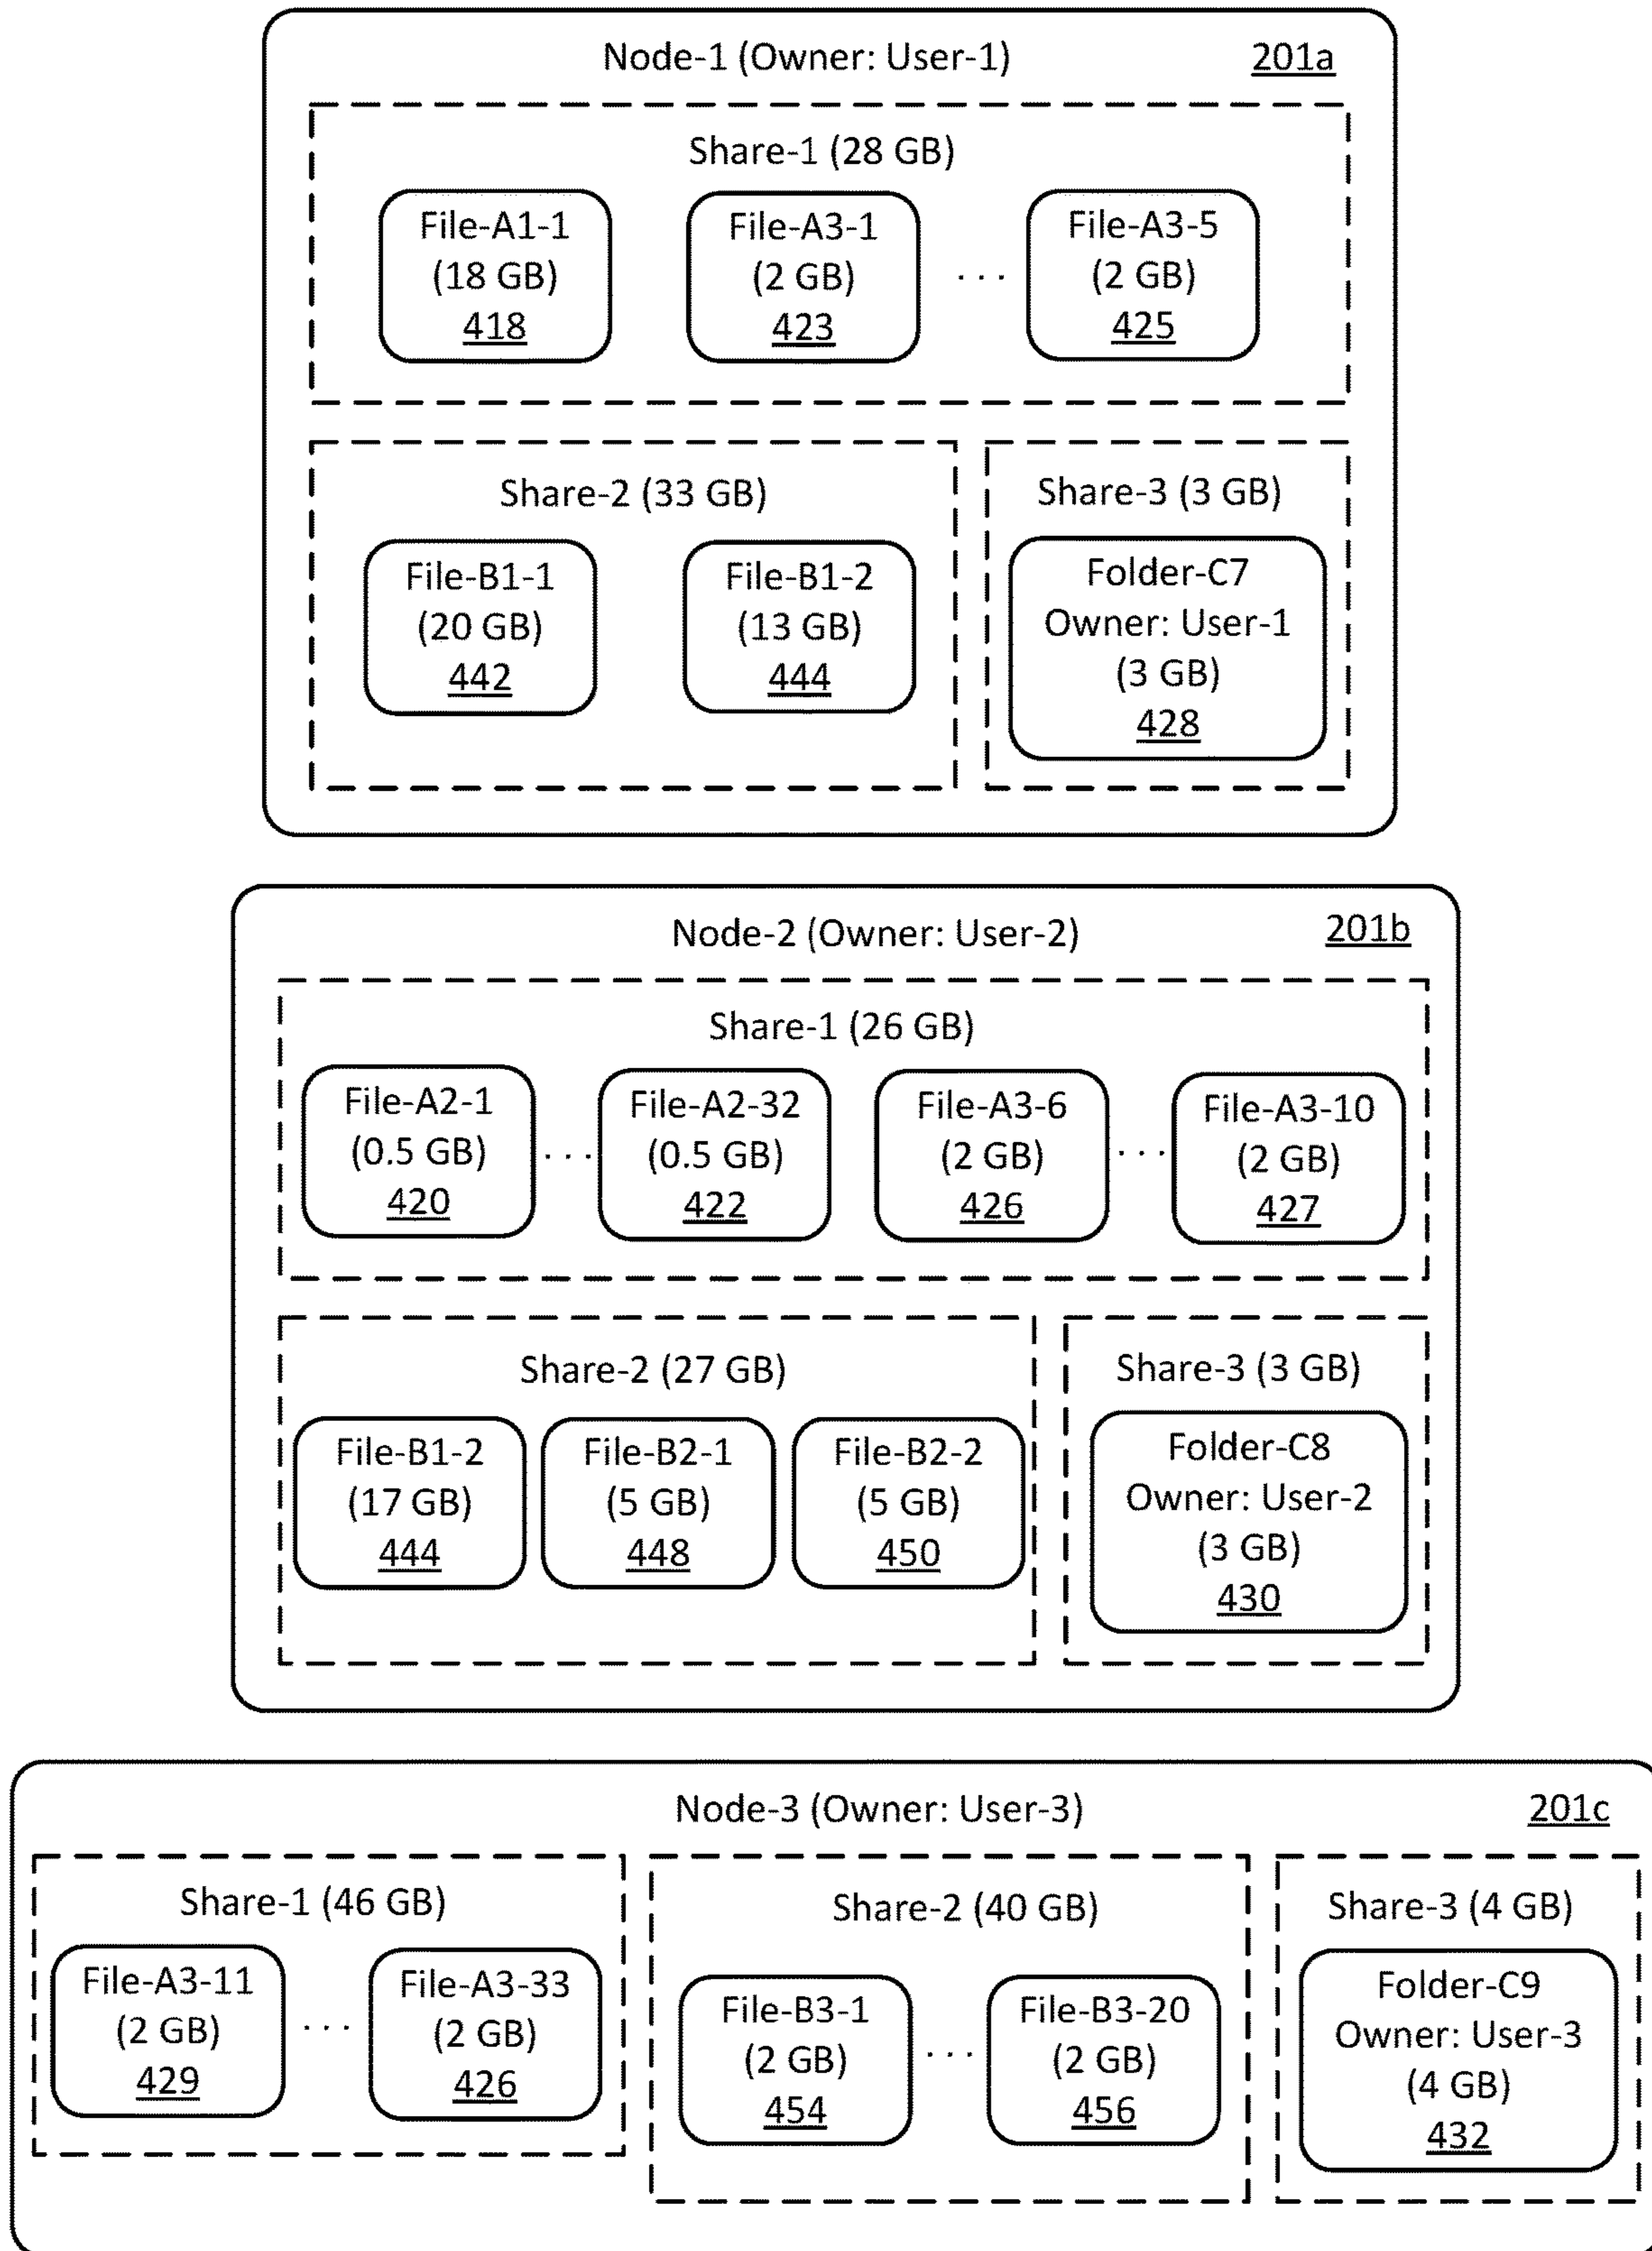 Node-1 (Owner: User-1)
201a
Share-1 (28 GB)
File-A1-1
(18 GB)
418
File-A3-1
(2 GB)
423
. . .
File-A3-5
(2 GB)
425
Share-2 (33 GB)
File-B1-1
(20 GB)
442
File-B1-2
(13 GB)
444
Share-3 (3 GB)
Folder-C7
Owner: User-1
(3 GB)
428
Node-2 (Owner: User-2)
201b
Share-1 (26 GB)
File-A2-1
(0.5 GB)
420
. . .
File-A2-32
(0.5 GB)
422
File-A3-6
(2 GB)
426
. . .
File-A3-10
(2 GB)
427
Share-2 (27 GB)
File-B1-2
(17 GB)
444
File-B2-1
(5 GB)
448
File-B2-2
(5 GB)
450
Share-3 (3 GB)
Folder-C8
Owner: User-2
(3 GB)
430
Node-3 (Owner: User-3)
201c
Share-1 (46 GB)
File-A3-11
(2 GB)
429
. . .
File-A3-33
(2 GB)
426
Share-2 (40 GB)
File-B3-1
(2 GB)
454
. . .
File-B3-20
(2 GB)
456
Share-3 (4 GB)
Folder-C9
Owner: User-3
(4 GB)
432